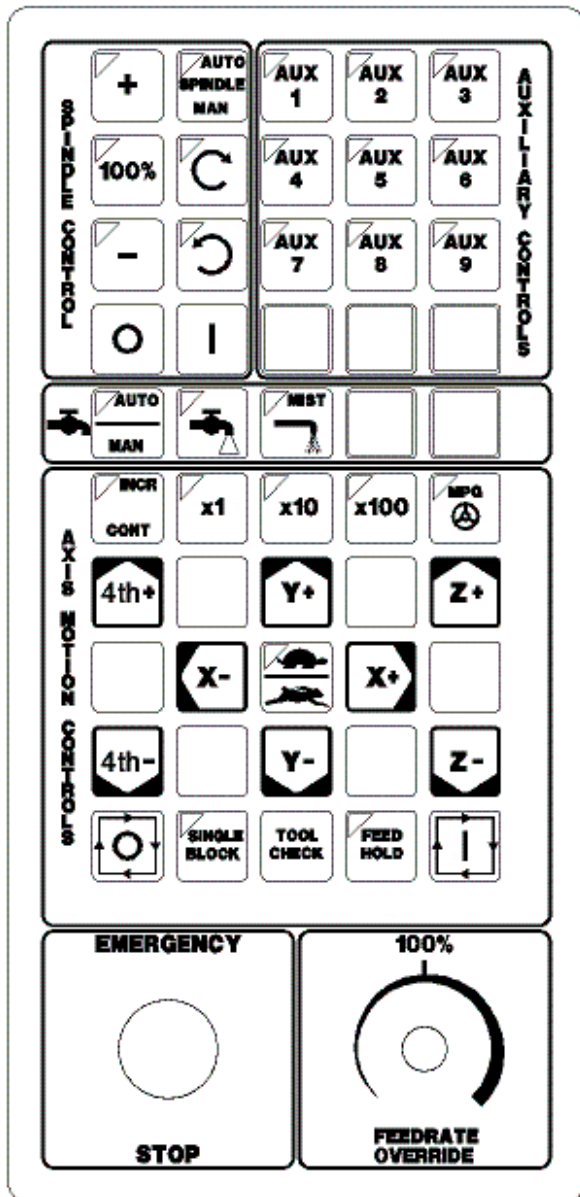 SPINDLE CONTROL
+
AUTO
SPINDLE
MAN
100%
-
O
I
AUX
1
AUX
2
AUX
3
AUX
4
AUX
5
AUX
6
AUX
7
AUX
8
AUX
9
AUXILIARY CONTROLS
AUTO
MAN
MIST
AXIS MOTION CONTROLS
INCR
CONT
x1
x10
x100
MPG
4th+
Y+
Z+
X-
X+
4th-
Y-
Z-
O
SINGLE
BLOCK
TOOL
CHECK
FEED
HOLD
I
EMERGENCY
STOP
100%
FEEDRATE
OVERRIDE